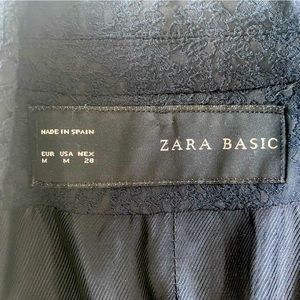 MADE IN SPAIN
ZARA BASIC
EUR USA MEX
M M 28